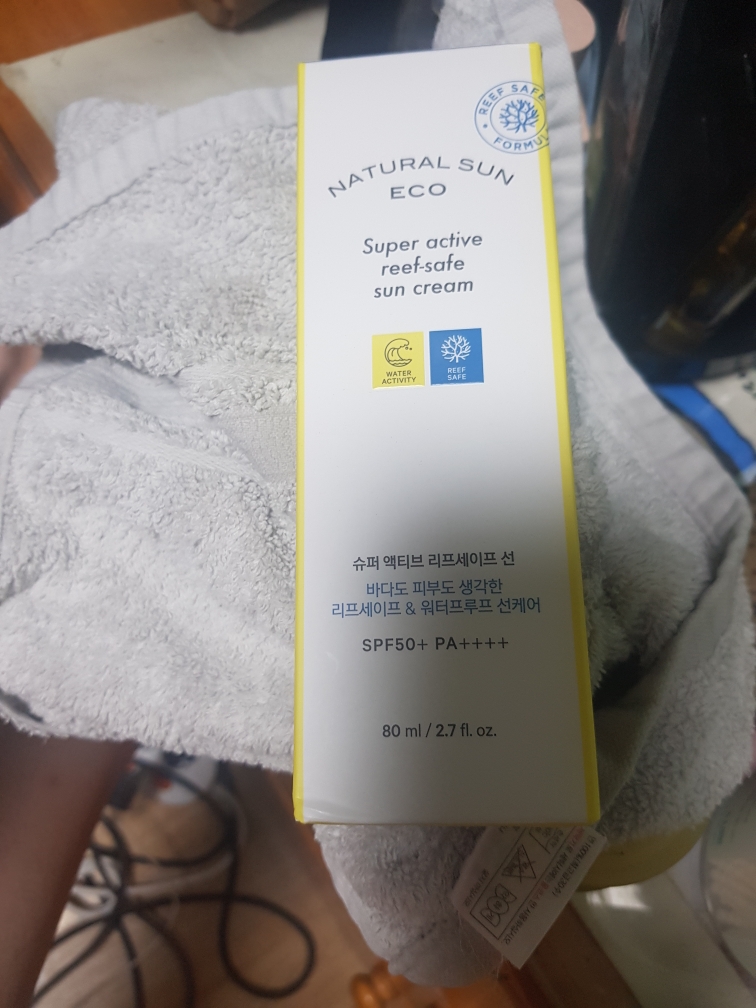 REEF SAFE
FORMU
NATURAL SUN
ECO
Super active
reef-safe
sun cream
WATER
ACTIVITY
REEF
SAFE
슈퍼 액티브 리프세이프 선
바다도 피부도 생각한
리프세이프 & 워터프루프 선케어
SPF50+ PA++++
80 ml / 2.7 fl. oz.